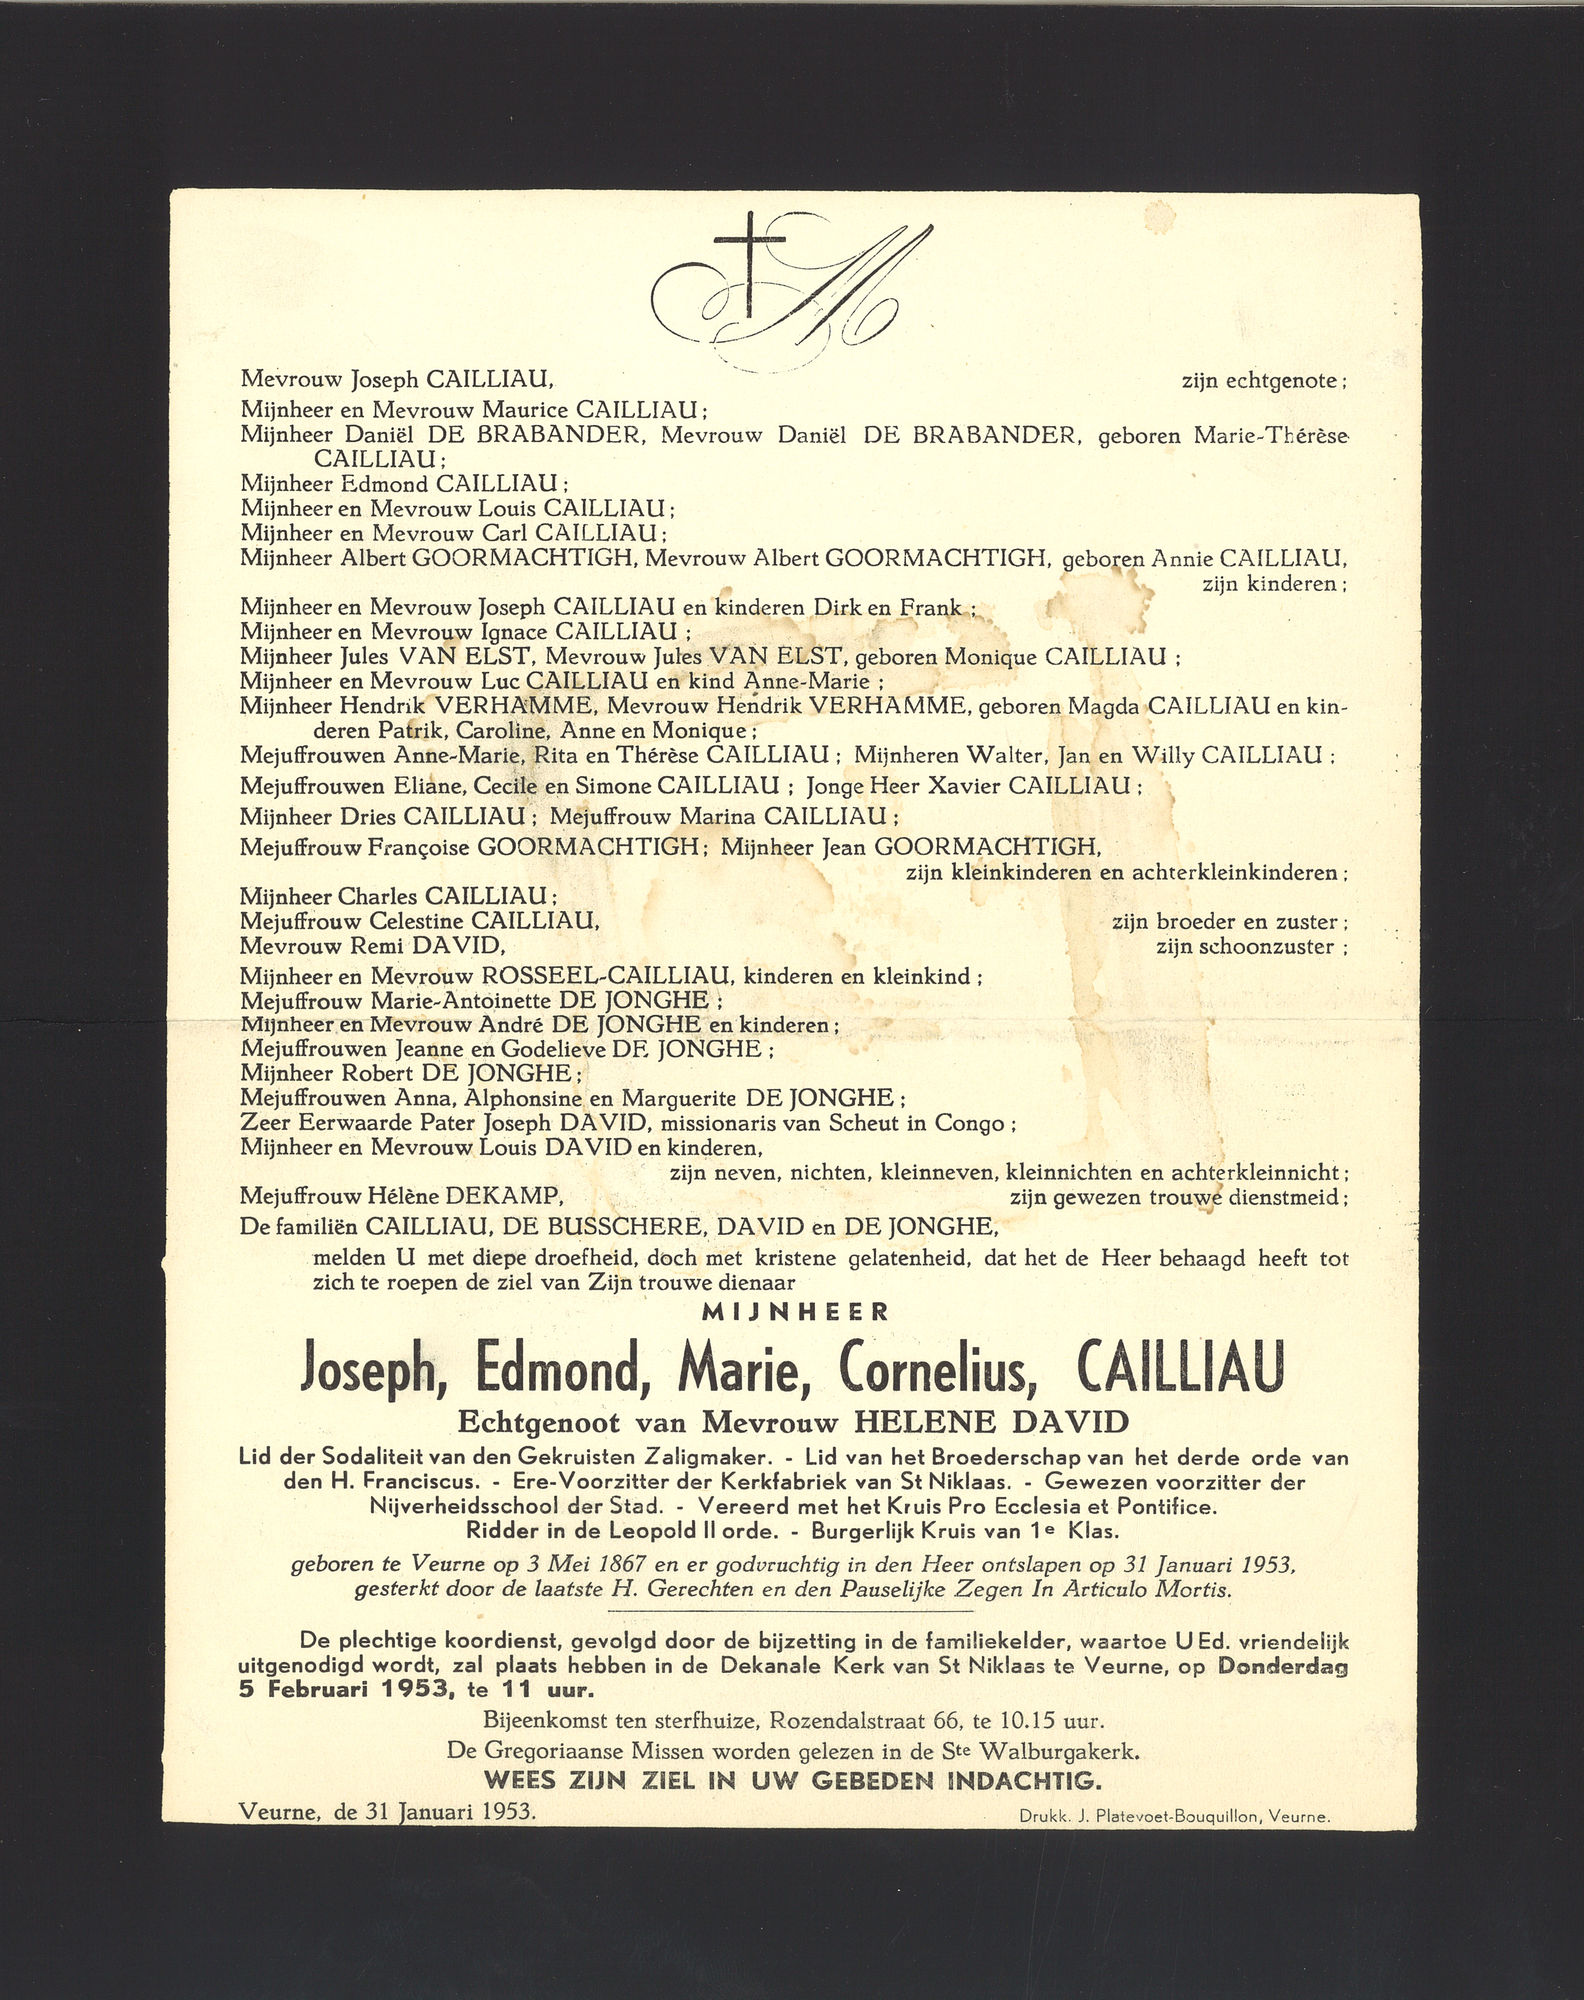 M
Mevrouw Joseph CAILLIAU, zijn echtgenote ;
Mijnheer en Mevrouw Maurice CAILLIAU ;
Mijnheer Daniël DE BRABANDER, Mevrouw Daniël DE BRABANDER, geboren Marie-Thérèse
CAILLIAU ;
Mijnheer Edmond CAILLIAU ;
Mijnheer en Mevrouw Louis CAILLIAU ;
Mijnheer en Mevrouw Carl CAILLIAU ;
Mijnheer Albert GOORMACHTIGH, Mevrouw Albert GOORMACHTIGH, geboren Annie CAILLIAU,
zijn kinderen ;
Mijnheer en Mevrouw Joseph CAILLIAU en kinderen Dirk en Frank ;
Mijnheer en Mevrouw Ignace CAILLIAU ;
Mijnheer Jules VAN ELST, Mevrouw Jules VAN ELST, geboren Monique CAILLIAU ;
Mijnheer en Mevrouw Luc CAILLIAU en kind Anne-Marie ;
Mijnheer Hendrik VERHAMME, Mevrouw Hendrik VERHAMME, geboren Magda CAILLIAU en kin-
deren Patrik, Caroline, Anne en Monique ;
Mejuffrouwen Anne-Marie, Rita en Thérèse CAILLIAU ; Mijnheren Walter, Jan en Willy CAILLIAU ;
Mejuffrouwen Eliane, Cecile en Simone CAILLIAU ; Jonge Heer Xavier CAILLIAU ;
Mijnheer Dries CAILLIAU ; Mejuffrouw Marina CAILLIAU ;
Mejuffrouw Françoise GOORMACHTIGH ; Mijnheer Jean GOORMACHTIGH,
zijn kleinkinderen en achterkleinkinderen ;
Mijnheer Charles CAILLIAU ;
Mejuffrouw Celestine CAILLIAU, zijn broeder en zuster ;
Mevrouw Remi DAVID, zijn schoonzuster ;
Mijnheer en Mevrouw ROSSEEL-CAILLIAU, kinderen en kleinkind ;
Mejuffrouw Marie-Antoinette DE JONGHE ;
Mijnheer en Mevrouw André DE JONGHE en kinderen ;
Mejuffrouwen Jeanne en Godelieve DE JONGHE ;
Mijnheer Robert DE JONGHE ;
Mejuffrouwen Anna, Alphonsine en Marguerite DE JONGHE ;
Zeer Eerwaarde Pater Joseph DAVID, missionaris van Scheut in Congo ;
Mijnheer en Mevrouw Louis DAVID en kinderen,
zijn neven, nichten, kleinneven, kleinnichten en achterkleinnicht ;
Mejuffrouw Hélène DEKAMP, zijn gewezen trouwe dienstmeid ;
De familiën CAILLIAU, DE BUSSCHERE, DAVID en DE JONGHE,
melden U met diepe droefheid, doch met kristene gelatenheid, dat het de Heer behaagd heeft tot
zich te roepen de ziel van Zijn trouwe dienaar
MIJNHEER
Joseph, Edmond, Marie, Cornelius, CAILLIAU
Echtgenoot van Mevrouw HELENE DAVID
Lid der Sodaliteit van den Gekruisten Zaligmaker. - Lid van het Broederschap van het derde orde van
den H. Franciscus. - Ere-Voorzitter der Kerkfabriek van St Niklaas. - Gewezen voorzitter der
Nijverheidsschool der Stad. - Vereerd met het Kruis Pro Ecclesia et Pontifice.
Ridder in de Leopold II orde. - Burgerlijk Kruis van 1e Klas.
geboren te Veurne op 3 Mei 1867 en er godvruchtig in den Heer ontslapen op 31 Januari 1953,
gesterkt door de laatste H. Gerechten en den Pauselijke Zegen In Articulo Mortis.
De plechtige koordienst, gevolgd door de bijzetting in de familiekelder, waartoe U Ed. vriendelijk
uitgenodigd wordt, zal plaats hebben in de Dekanale Kerk van St Niklaas te Veurne, op Donderdag
5 Februari 1953, te 11 uur.
Bijeenkomst ten sterfhuize, Rozendalstraat 66, te 10.15 uur.
De Gregoriaanse Missen worden gelezen in de Ste Walburgakerk.
WEES ZIJN ZIEL IN UW GEBEDEN INDACHTIG.
Veurne, de 31 Januari 1953. Drukk. J. Platevoet-Bouquillon, Veurne.